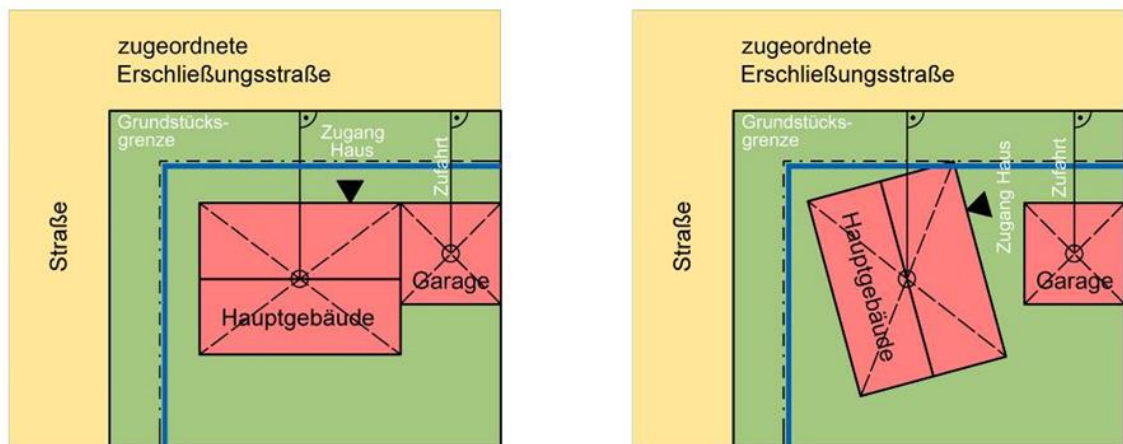 zugeordnete
Erschließungsstraße
Grundstücks-
grenze
Zugang
Haus
Zufahrt
Straße
Hauptgebäude
Garage
zugeordnete
Erschließungsstraße
Grundstücks-
grenze
Zugang Haus
Zufahrt
Straße
Hauptgebäude
Garage